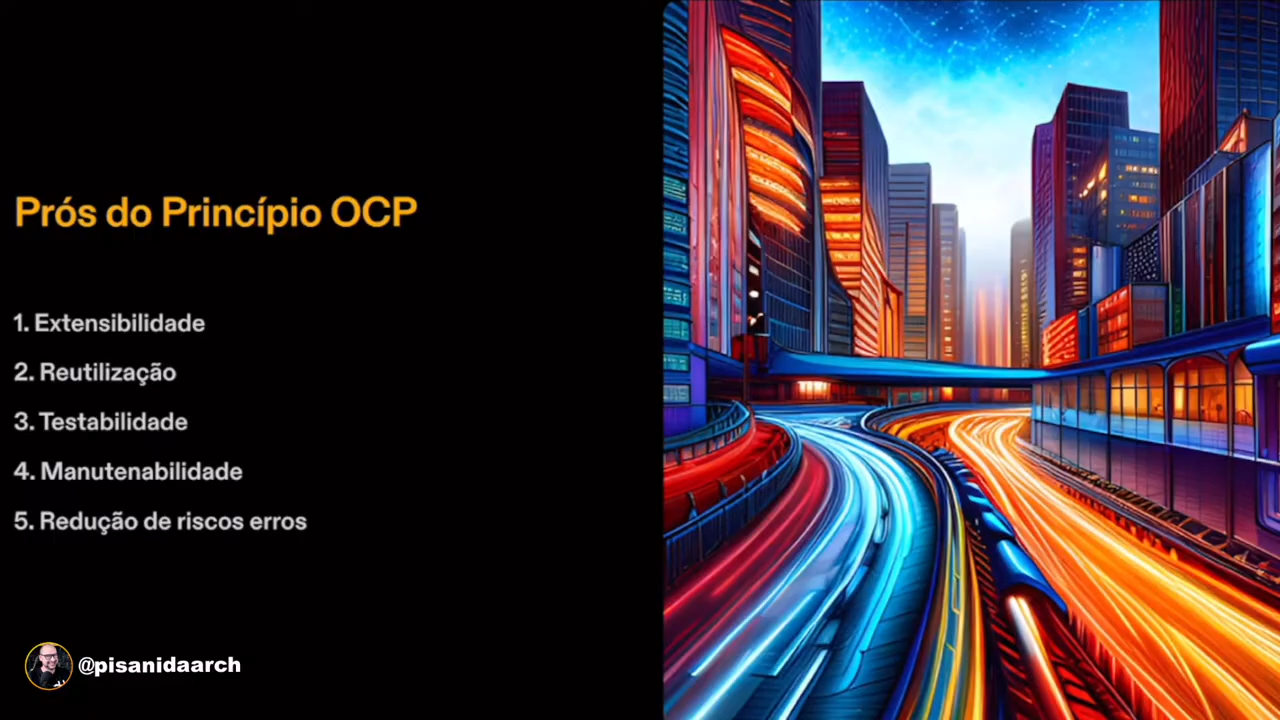 Prós do Princípio OCP
1. Extensibilidade
2. Reutilização
3. Testabilidade
4. Manutenabilidade
5. Redução de riscos erros
@pisanidaarch